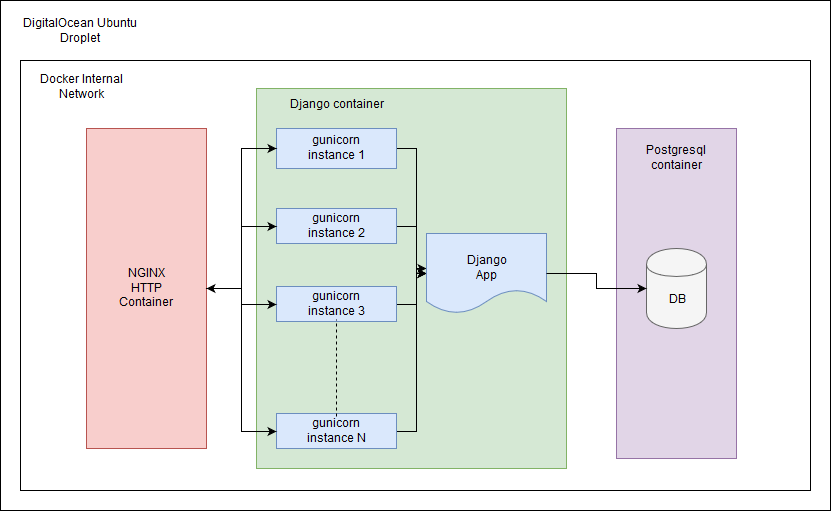 DigitalOcean Ubuntu
Droplet
Docker Internal
Network
Django container
NGINX
HTTP
Container
gunicorn
instance 1
gunicorn
instance 2
gunicorn
instance 3
gunicorn
instance N
Django
App
Postgresql
container
DB